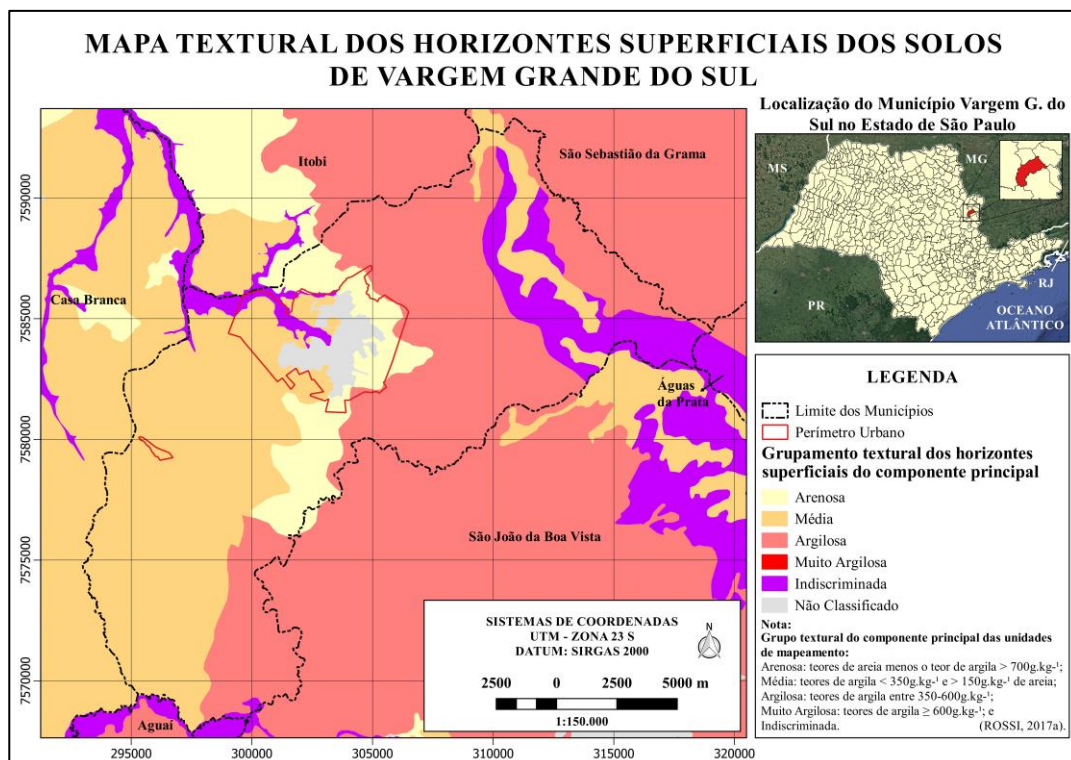 MAPA TEXTURAL DOS HORIZONTES SUPERFICIAIS DOS SOLOS
DE VARGEM GRANDE DO SUL
Itobi
São Sebastião da Grama
Casa Branca
Águas
da Prata
São João da Boa Vista
Aguaí
7590000
7585000
7580000
7575000
7570000
295000
300000
305000
310000
315000
320000
SISTEMAS DE COORDENADAS
UTM - ZONA 23 S
DATUM: SIRGAS 2000
N
2500 0 2500 5000 m
1:150.000
Localização do Município Vargem G. do
Sul no Estado de São Paulo
MS
MG
PR
RJ
OCEANO
ATLÂNTICO
LEGENDA
Limite dos Municípios
Perímetro Urbano
Grupamento textural dos horizontes
superficiais do componente principal
Arenosa
Média
Argilosa
Muito Argilosa
Indiscriminada
Não Classificado
Nota:
Grupo textural do componente principal das unidades
de mapeamento:
Arenosa: teores de areia menos o teor de argila > 700g.kg-¹;
Média: teores de argila < 350g.kg-¹ e > 150g.kg-¹ de areia;
Argilosa: teores de argila entre 350-600g.kg-¹;
Muito Argilosa: teores de argila ≥ 600g.kg-¹; e
Indiscriminada. (ROSSI, 2017a).